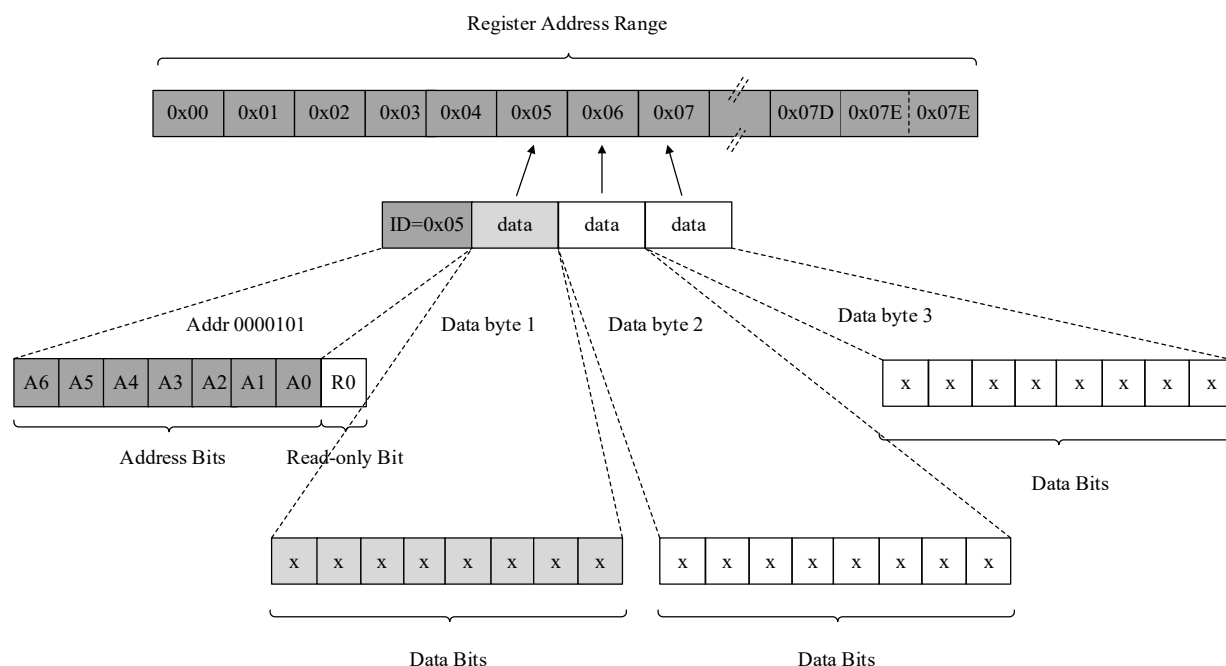 Register Address Range
0x00 0x01 0x02 0x03 0x04 0x05 0x06 0x07 0x07D 0x07E 0x07E
ID=0x05 data data data
Addr 0000101 Data byte 1 Data byte 2 Data byte 3
A6 A5 A4 A3 A2 A1 A0 R0 x x x x x x x x
Address Bits Read-only Bit Data Bits
x x x x x x x x x x x x x x x x
Data Bits Data Bits